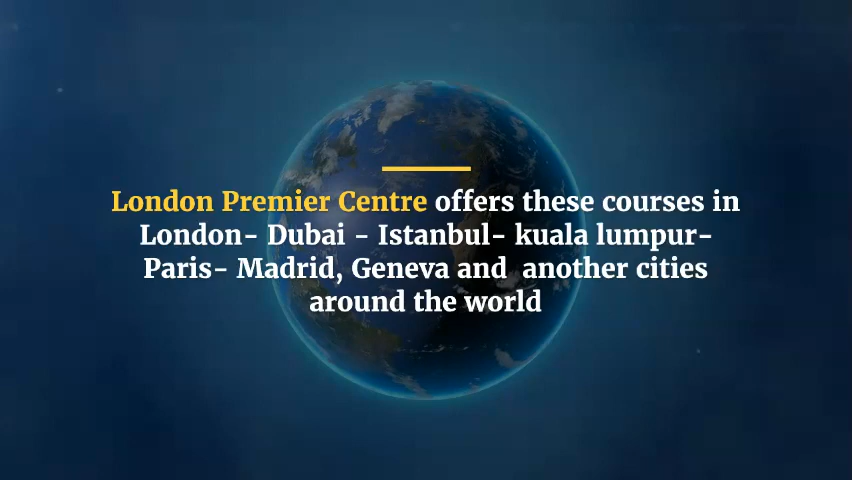 London Premier Centre offers these courses in
London- Dubai - Istanbul- kuala lumpur-
Paris- Madrid, Geneva and  another cities
around the world